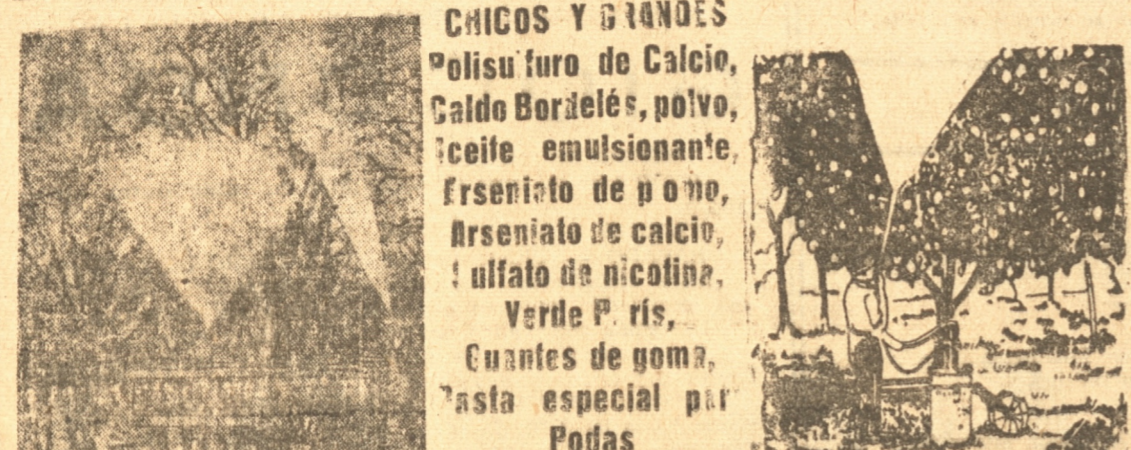 CHICOS Y GRANDES
Polisulfuro de Calcio,
Caldo Bordelés, polvo,
Aceite emulsionante,
Arseniato de plomo,
Arseniato de calcio,
Sulfato de nicotina,
Verde París,
Guantes de goma,
Pasta especial par
Podas